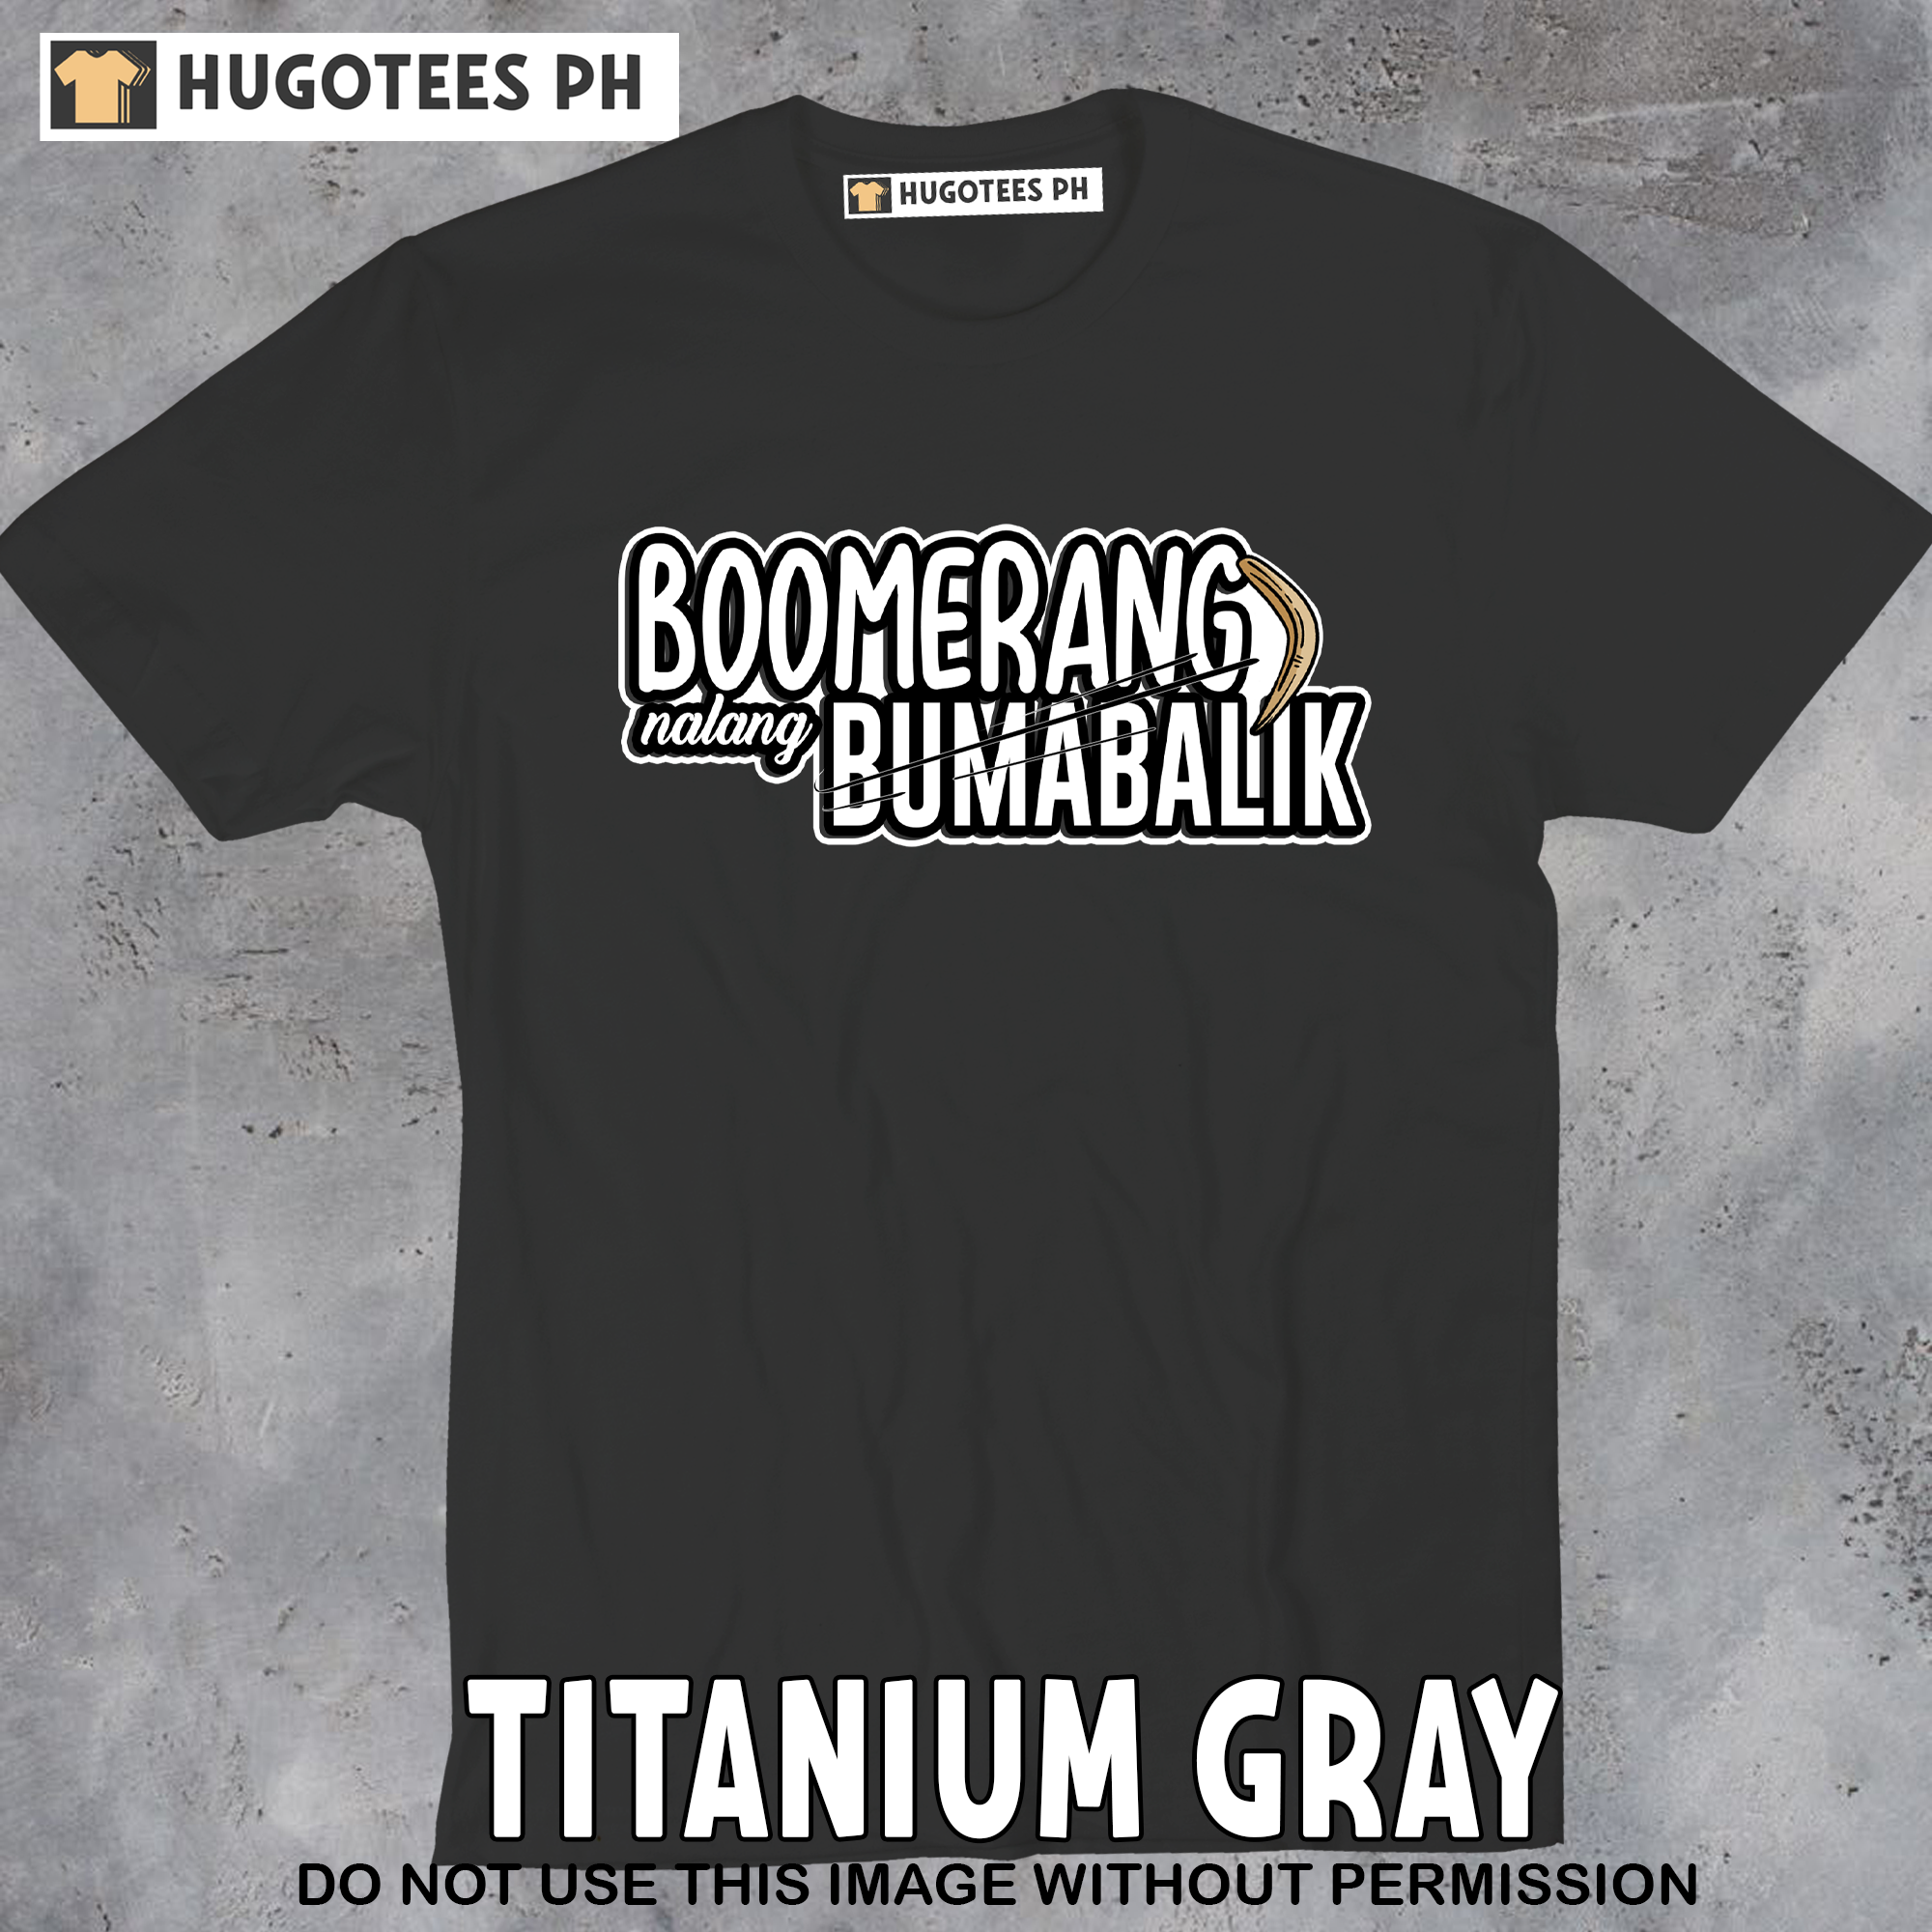 HUGOTEES PH
HUGOTEES PH
BOOMERANG
nalang BUMABALIK
TITANIUM GRAY
DO NOT USE THIS IMAGE WITHOUT PERMISSION